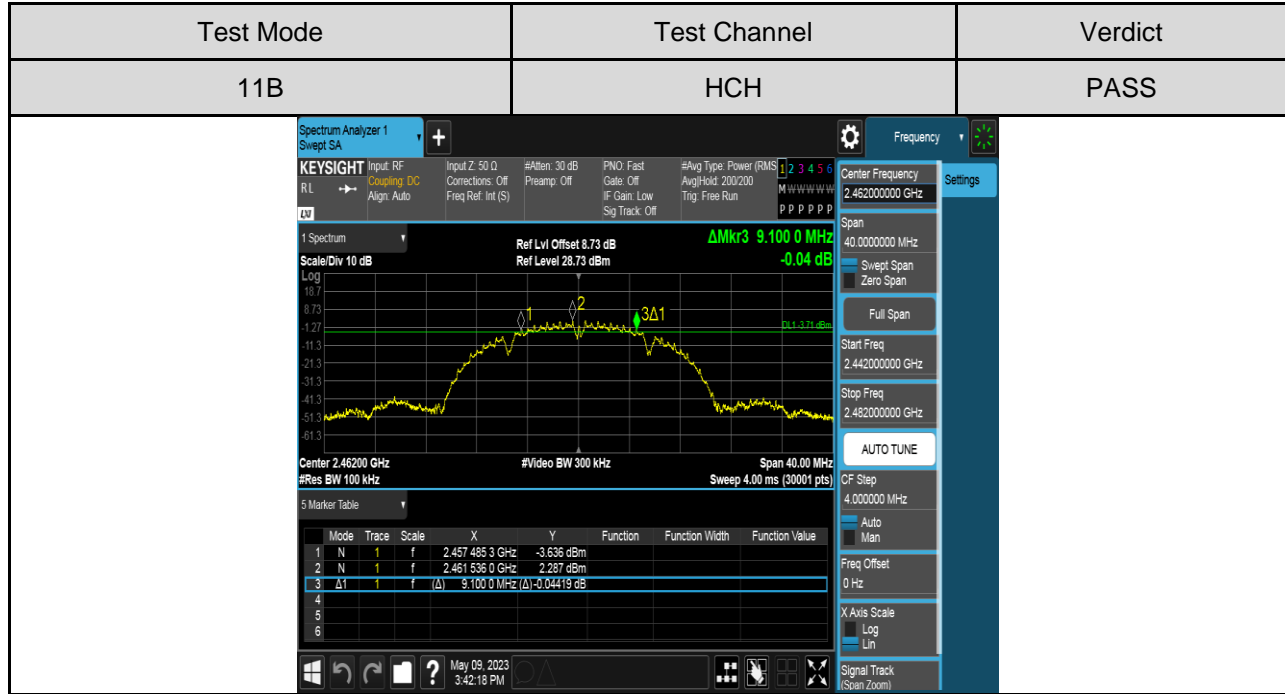 Test Mode Test Channel Verdict
11B HCH PASS
Spectrum Analyzer 1
Swept SA
+
Frequency
KEYSIGHT
RL
LXI
Input: RF
Coupling: DC
Align: Auto
Input Z: 50 Ω
Corrections: Off
Freq Ref: Int (S)
#Atten: 30 dB
Preamp: Off
PNO: Fast
Gate: Off
IF Gain: Low
Sig Track: Off
#Avg Type: Power (RMS
Avg|Hold: 200/200
Trig: Free Run
1 2 3 4 5 6
M W W W W W
P P P P P P
1 Spectrum
Scale/Div 10 dB
Ref Lvl Offset 8.73 dB
Ref Level 28.73 dBm
ΔMkr3 9.100 0 MHz
-0.04 dB
Log
18.7
8.73
-1.27
-11.3
-21.3
-31.3
-41.3
-51.3
-61.3
1
2
3Δ1
DL1 -3.71 dBm
Center 2.46200 GHz
#Res BW 100 kHz
#Video BW 300 kHz
Span 40.00 MHz
Sweep 4.00 ms (30001 pts)
5 Marker Table
Mode Trace Scale X Y Function Function Width Function Value
1 N 1 f 2.457 485 3 GHz -3.636 dBm
2 N 1 f 2.461 536 0 GHz 2.287 dBm
3 Δ1 1 f (Δ) 9.100 0 MHz (Δ) -0.04419 dB
4
5
6
?
May 09, 2023
3:42:18 PM
Center Frequency
2.462000000 GHz
Settings
Span
40.0000000 MHz
Swept Span
Zero Span
Full Span
Start Freq
2.442000000 GHz
Stop Freq
2.482000000 GHz
AUTO TUNE
CF Step
4.000000 MHz
Auto
Man
Freq Offset
0 Hz
X Axis Scale
Log
Lin
Signal Track
(Span Zoom)